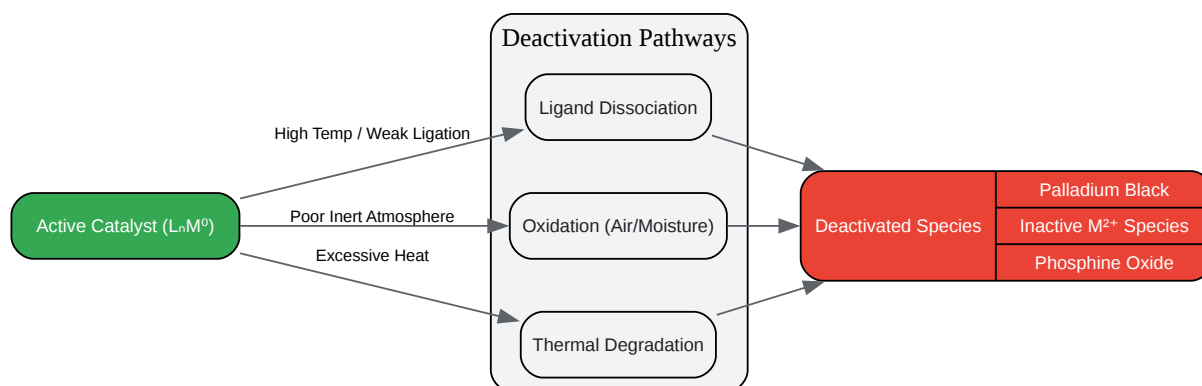 Deactivation Pathways
Ligand Dissociation
High Temp / Weak Ligation
Palladium Black
Active Catalyst (LₙM⁰)
Poor Inert Atmosphere
Oxidation (Air/Moisture)
Deactivated Species
Inactive M²⁺ Species
Excessive Heat
Phosphine Oxide
Thermal Degradation